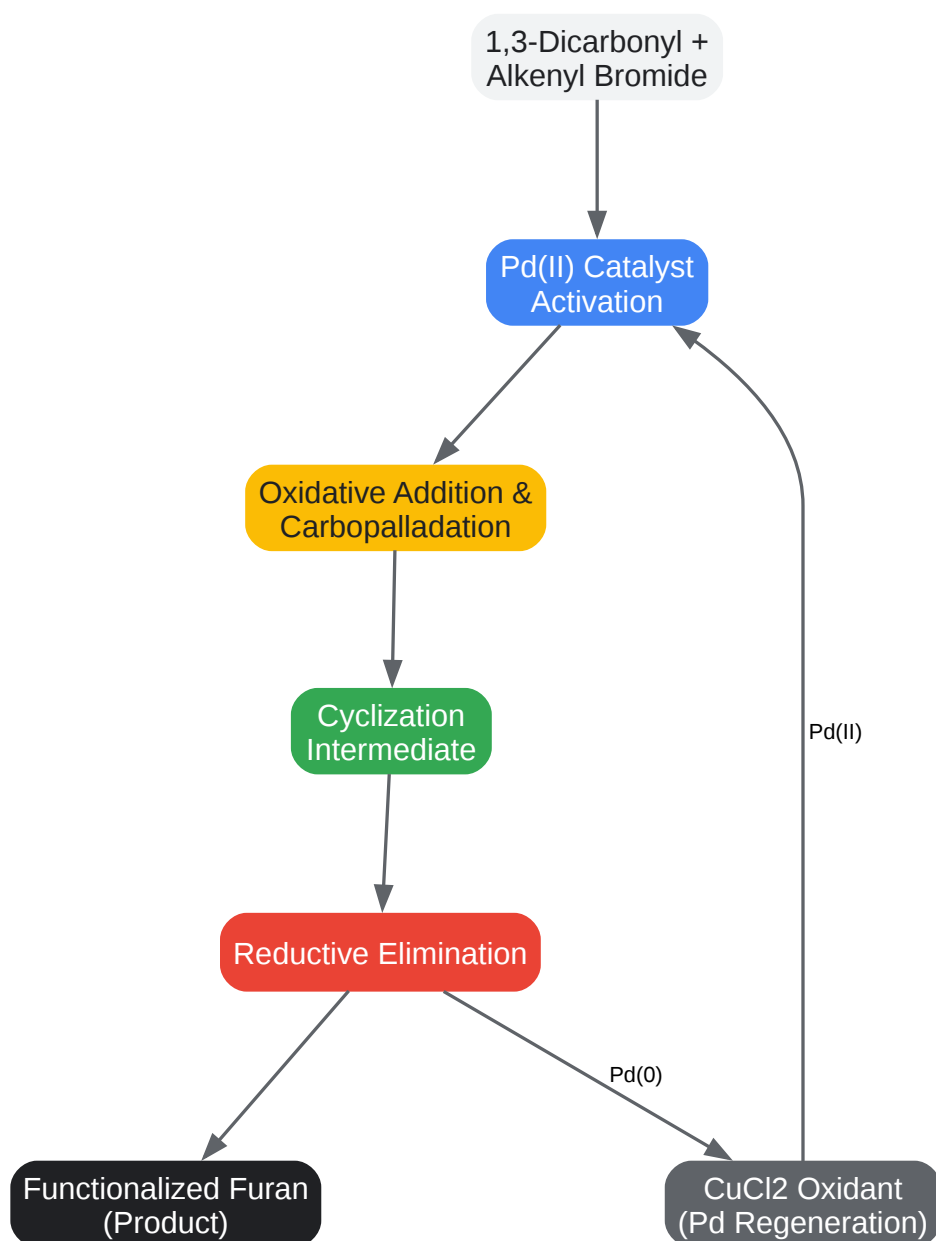 1,3-Dicarbonyl +
Alkenyl Bromide
Pd(II) Catalyst
Activation
Oxidative Addition &
Carbopalladation
Cyclization
Intermediate
Pd(II)
Reductive Elimination
Pd(0)
Functionalized Furan
(Product)
CuCl2 Oxidant
(Pd Regeneration)